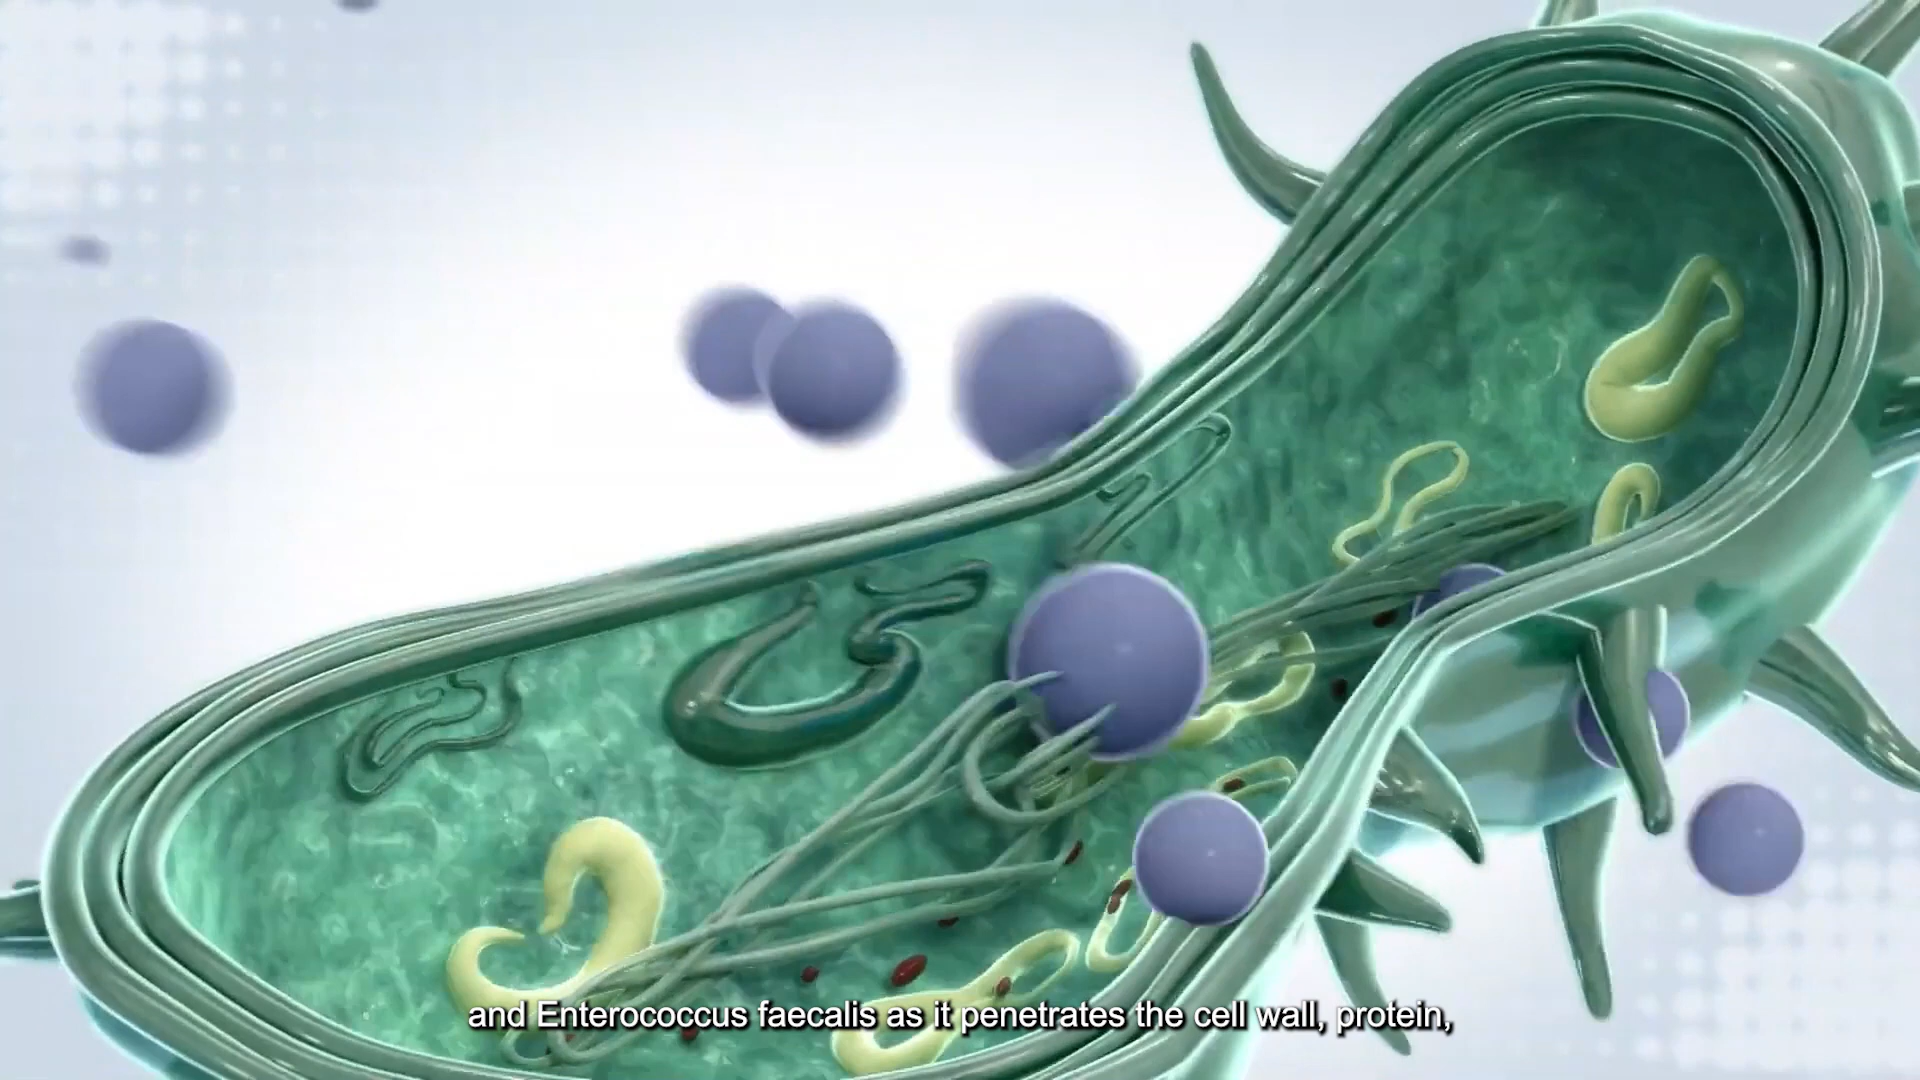 and Enterococcus faecalis as it penetrates the cell wall, protein,